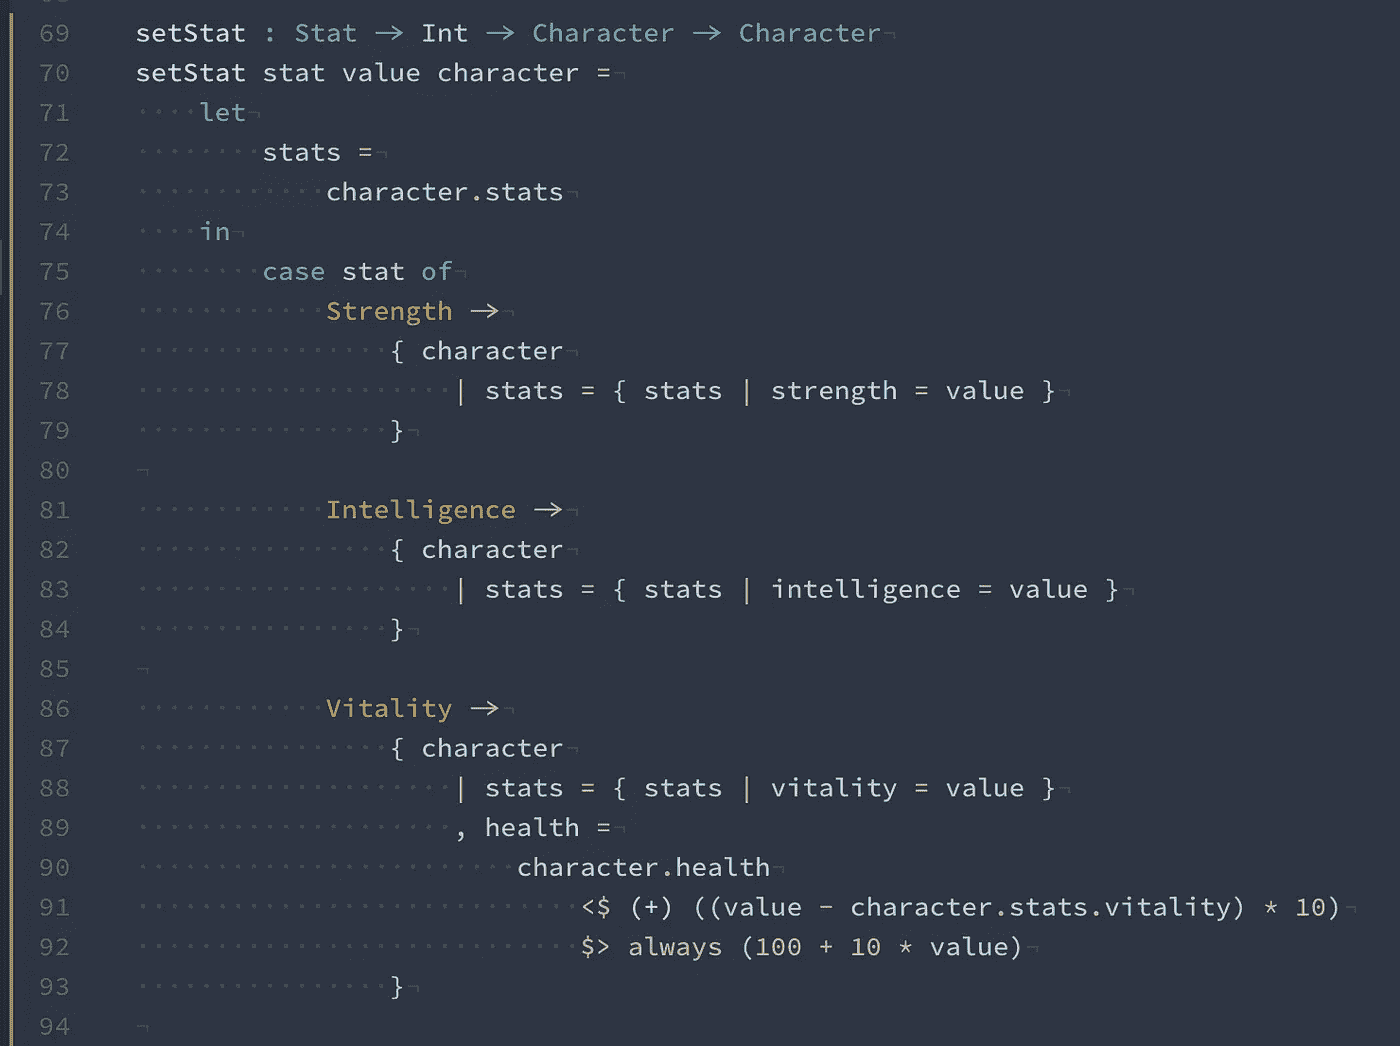 69 setStat : Stat → Int → Character → Character¬
70 setStat stat value character =¬
71 ····let¬
72 ········stats =¬
73 ············character.stats¬
74 ····in¬
75 ········case stat of¬
76 ············Strength →¬
77 ················{ character¬
78 ····················| stats = { stats | strength = value }¬
79 ················}¬
80 ¬
81 ············Intelligence →¬
82 ················{ character¬
83 ····················| stats = { stats | intelligence = value }¬
84 ················}¬
85 ¬
86 ············Vitality →¬
87 ················{ character¬
88 ····················| stats = { stats | vitality = value }¬
89 ····················, health =¬
90 ························character.health¬
91 ····························<$ (+) ((value - character.stats.vitality) * 10)¬
92 ····························$> always (100 + 10 * value)¬
93 ················}¬
94 ¬